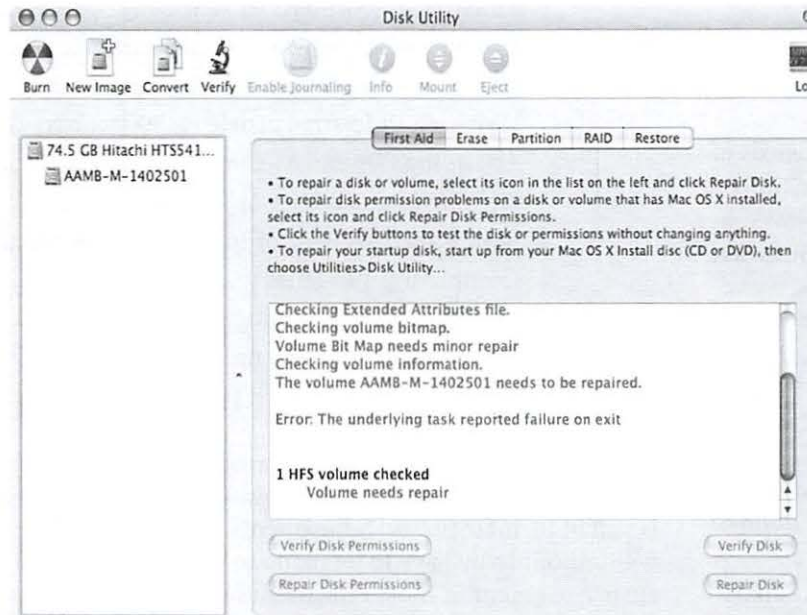 Disk Utility
Burn New Image Convert Verify Enable Journaling Info Mount Eject
74.5 GB Hitachi HTS541...
AAMB-M-1402501
First Aid Erase Partition RAID Restore
• To repair a disk or volume, select its icon in the list on the left and click Repair Disk.
• To repair disk permission problems on a disk or volume that has Mac OS X installed,
select its icon and click Repair Disk Permissions.
• Click the Verify buttons to test the disk or permissions without changing anything.
• To repair your startup disk, start up from your Mac OS X Install disc (CD or DVD), then
choose Utilities>Disk Utility...
Checking Extended Attributes file.
Checking volume bitmap.
Volume Bit Map needs minor repair
Checking volume information.
The volume AAMB-M-1402501 needs to be repaired.
Error: The underlying task reported failure on exit
1 HFS volume checked
Volume needs repair
Verify Disk Permissions Verify Disk
Repair Disk Permissions Repair Disk